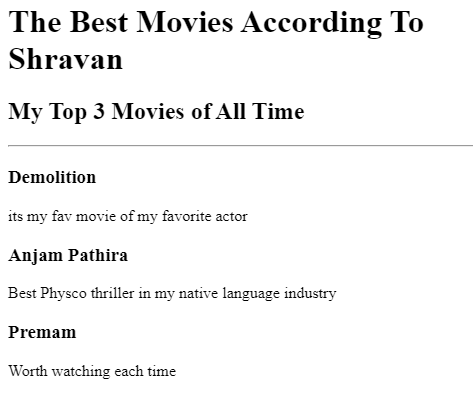 The Best Movies According To
Shravan
My Top 3 Movies of All Time
Demolition
its my fav movie of my favorite actor
Anjam Pathira
Best Physco thriller in my native language industry
Premam
Worth watching each time